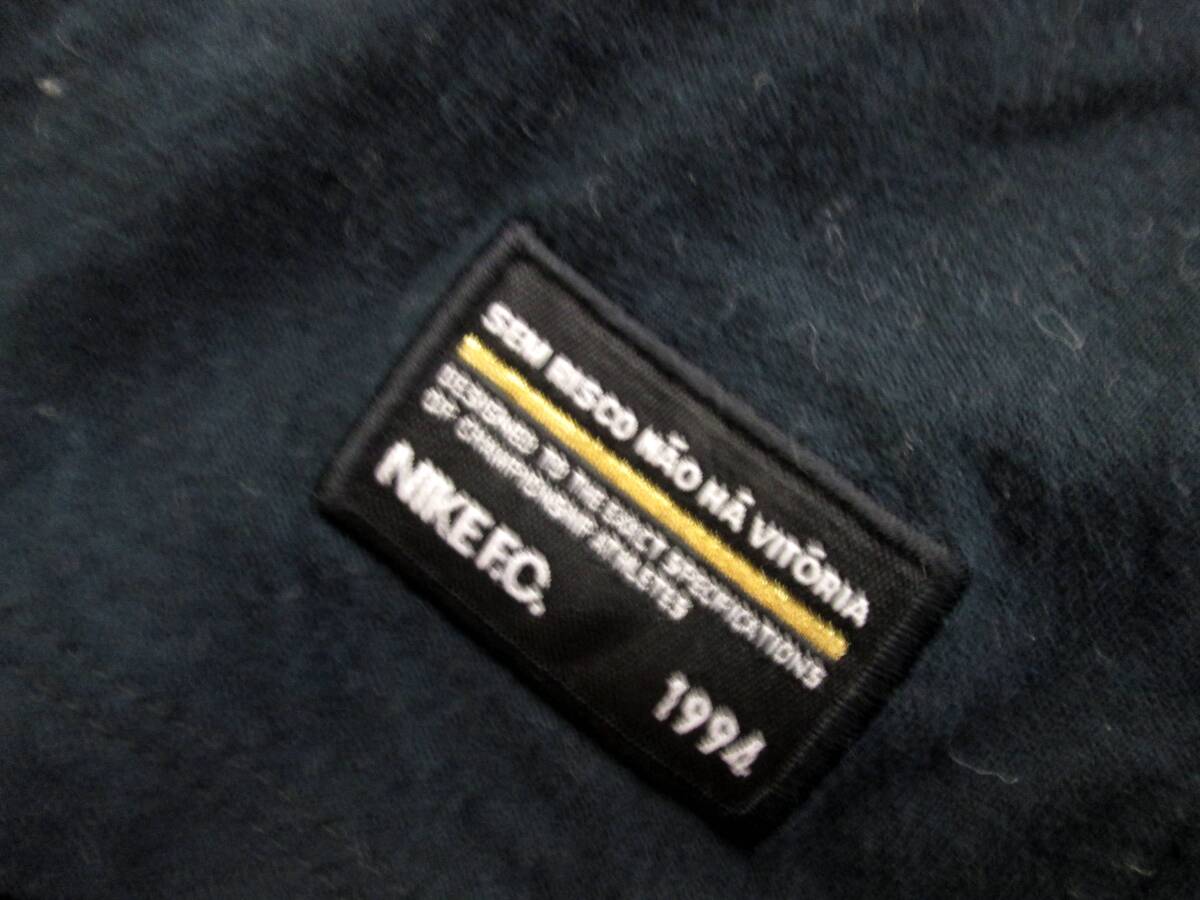 SEM RISCO NÃO HÁ VITÓRIA
DESIGNED TO THE EXACT SPECIFICATIONS
OF CHAMPIONSHIP ATHLETES
NIKE F.C.
1994